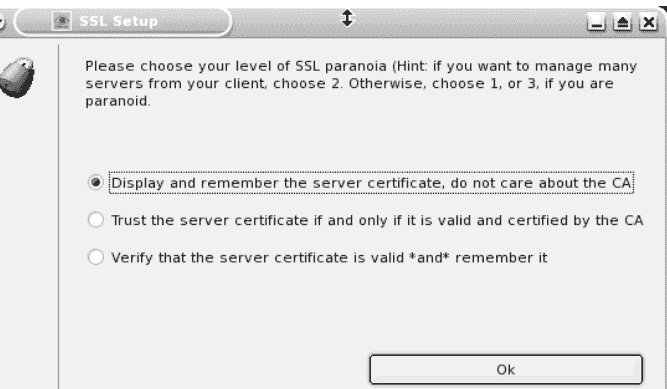 SSL Setup
Please choose your level of SSL paranoia (Hint: if you want to manage many
servers from your client, choose 2. Otherwise, choose 1, or 3, if you are
paranoid.
Display and remember the server certificate, do not care about the CA
Trust the server certificate if and only if it is valid and certified by the CA
Verify that the server certificate is valid *and* remember it
Ok